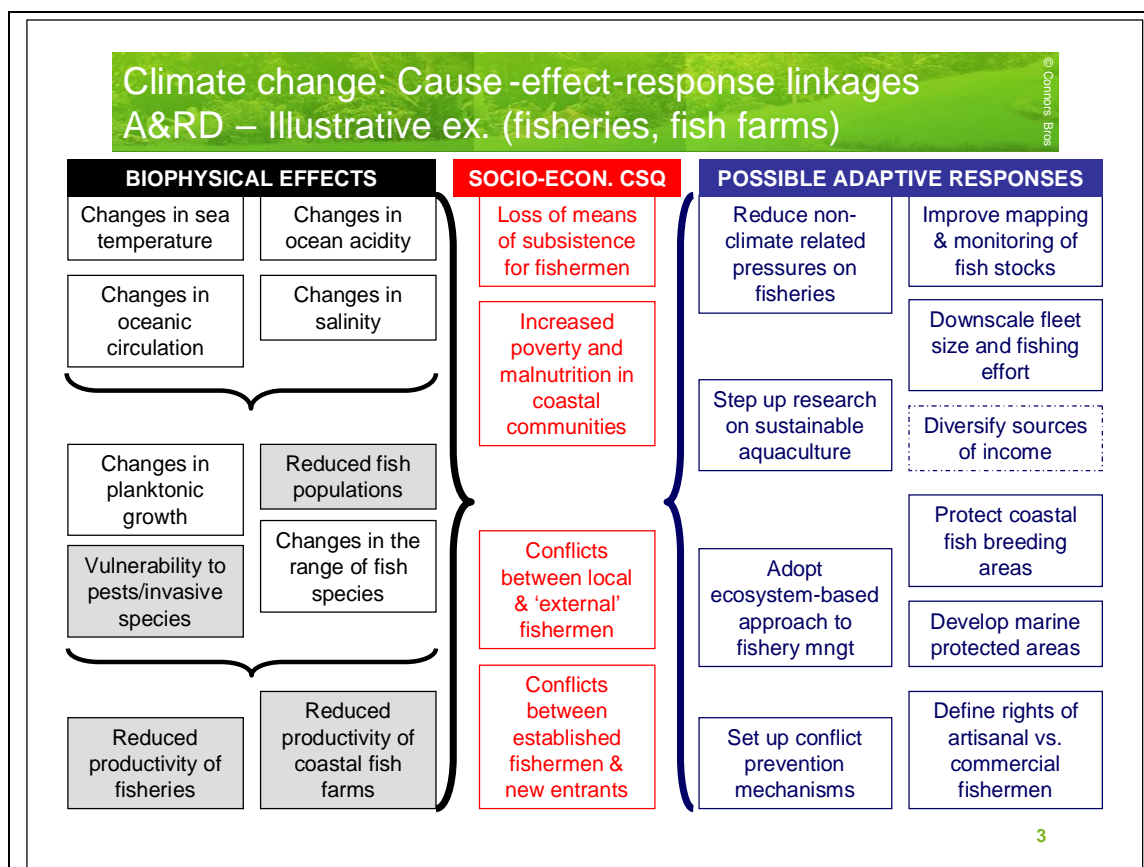 Climate change: Cause-effect-response linkages
A&RD – Illustrative ex. (fisheries, fish farms)
© Connors Bros
BIOPHYSICAL EFFECTS
Changes in sea
temperature
Changes in
ocean acidity
Changes in
oceanic
circulation
Changes in
salinity
Changes in
planktonic
growth
Reduced fish
populations
Vulnerability to
pests/invasive
species
Changes in the
range of fish
species
Reduced
productivity of
fisheries
Reduced
productivity of
coastal fish
farms
SOCIO-ECON. CSQ
Loss of means
of subsistence
for fishermen
Increased
poverty and
malnutrition in
coastal
communities
Conflicts
between local
& ‘external’
fishermen
Conflicts
between
established
fishermen &
new entrants
POSSIBLE ADAPTIVE RESPONSES
Reduce non-
climate related
pressures on
fisheries
Improve mapping
& monitoring of
fish stocks
Downscale fleet
size and fishing
effort
Step up research
on sustainable
aquaculture
Diversify sources
of income
Protect coastal
fish breeding
areas
Adopt
ecosystem-based
approach to
fishery mngt
Develop marine
protected areas
Set up conflict
prevention
mechanisms
Define rights of
artisanal vs.
commercial
fishermen
3